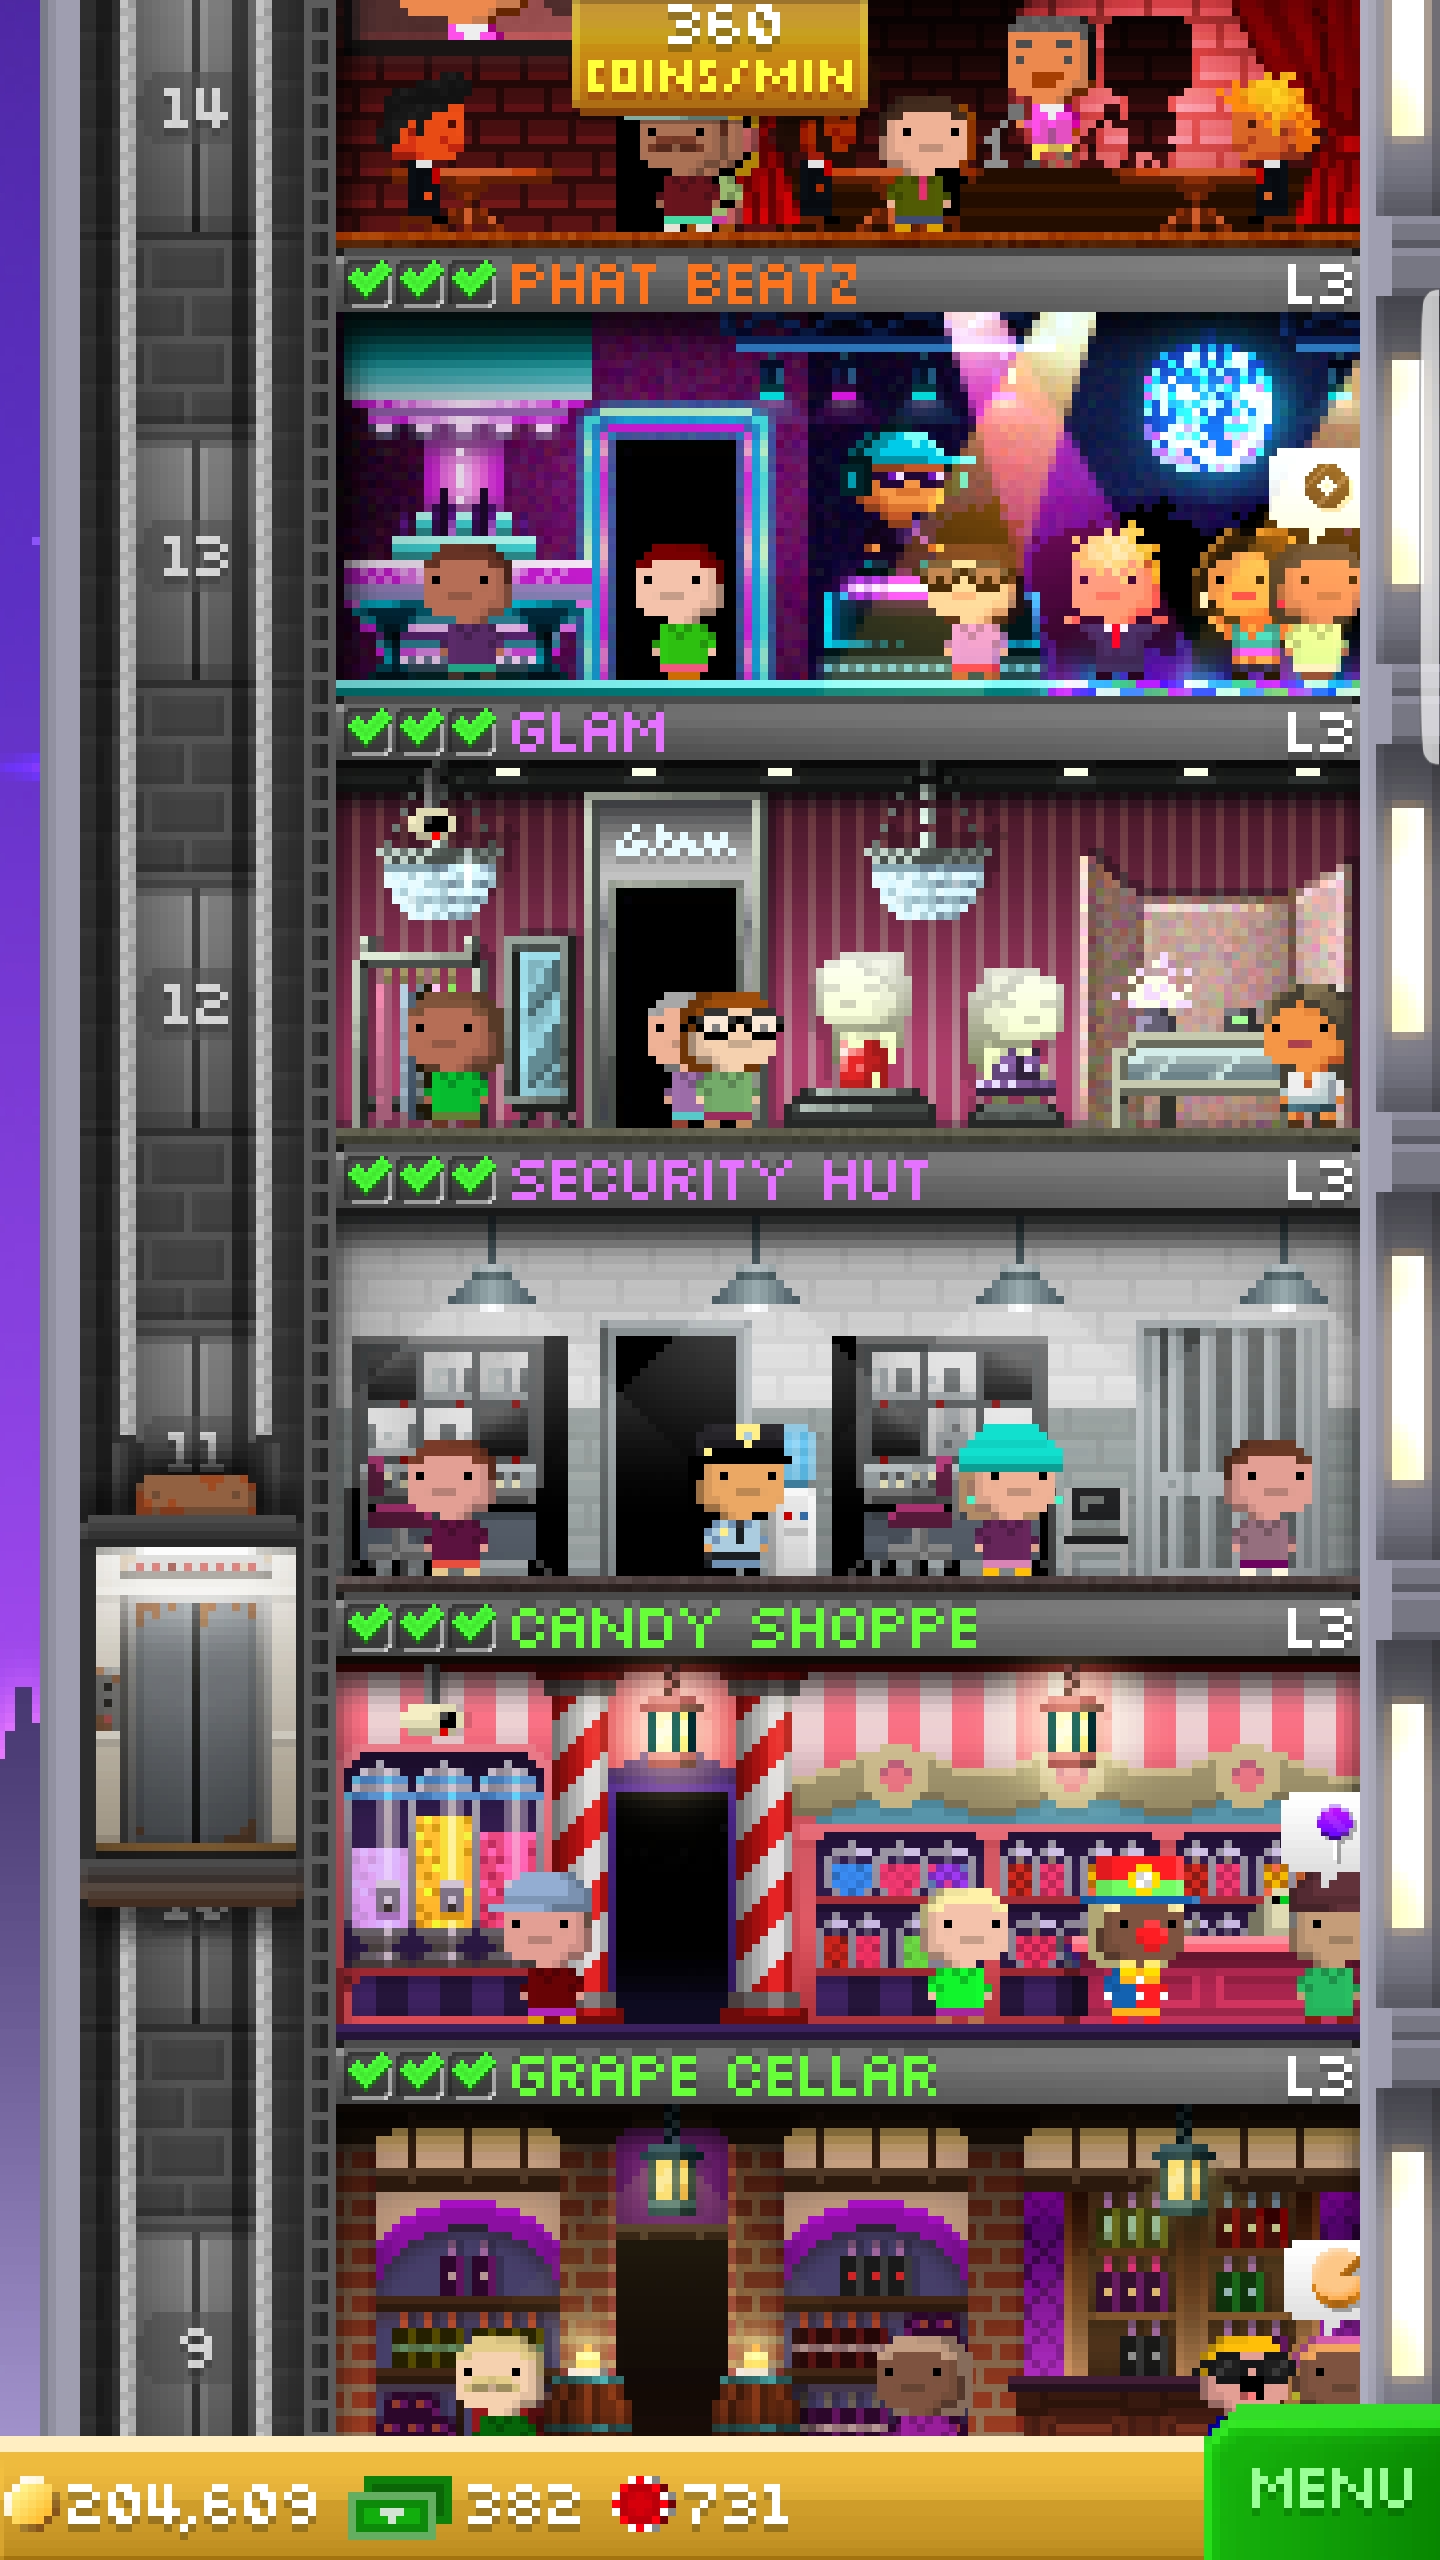 360
COINS/MIN
14
PHAT BEATZ L3
13
GLAM L3
Glam
12
SECURITY HUT L3
11
CANDY SHOPPE L3
GRAPE CELLAR L3
9
204,609 382 731
MENU